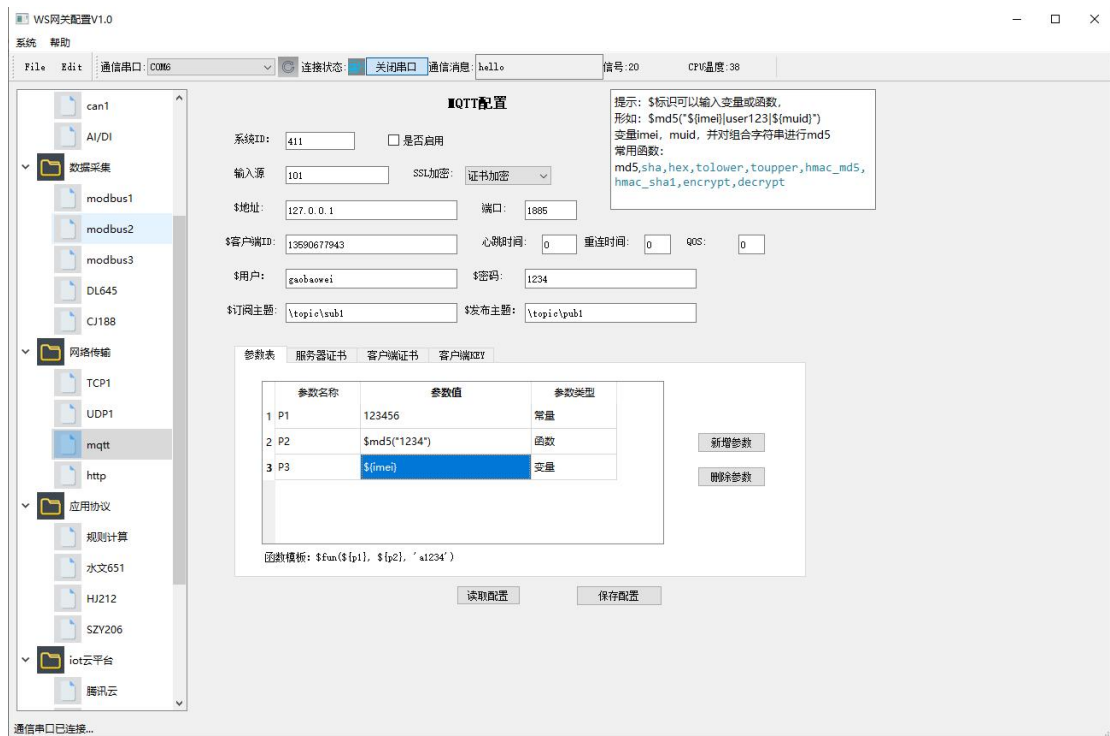 WS网关配置V1.0
系统 帮助
File Edit 通信串口: COM6 连接状态: 关闭串口 通信消息: hello 信号:20 CPU温度:38
can1
AI/DI
数据采集
modbus1
modbus2
modbus3
DL645
CJ188
网络传输
TCP1
UDP1
mqtt
http
应用协议
规则计算
水文651
HJ212
SZY206
iot云平台
腾讯云
MQTT配置
系统ID: 411 是否启用
输入源 101 SSL加密: 证书加密
$地址: 127.0.0.1 端口: 1885
$客户端ID: 13590677943 心跳时间: 0 重连时间: 0 QOS: 0
$用户: gaobaowei $密码: 1234
$订阅主题: \topic\sub1 $发布主题: \topic\pub1
提示: $标识可以输入变量或函数,
形如: $md5("${imei}|user123|${muid}")
变量imei, muid, 并对组合字符串进行md5
常用函数:
md5,sha,hex,tolower,toupper,hmac_md5,
hmac_sha1,encrypt,decrypt
参数表 服务器证书 客户端证书 客户端KEY
参数名称 参数值 参数类型
1 P1 123456 常量
2 P2 $md5("1234") 函数
3 P3 ${imei} 变量
新增参数
删除参数
函数模板: $fun(${p1}, ${p2}, 'a1234')
读取配置 保存配置
通信串口已连接...